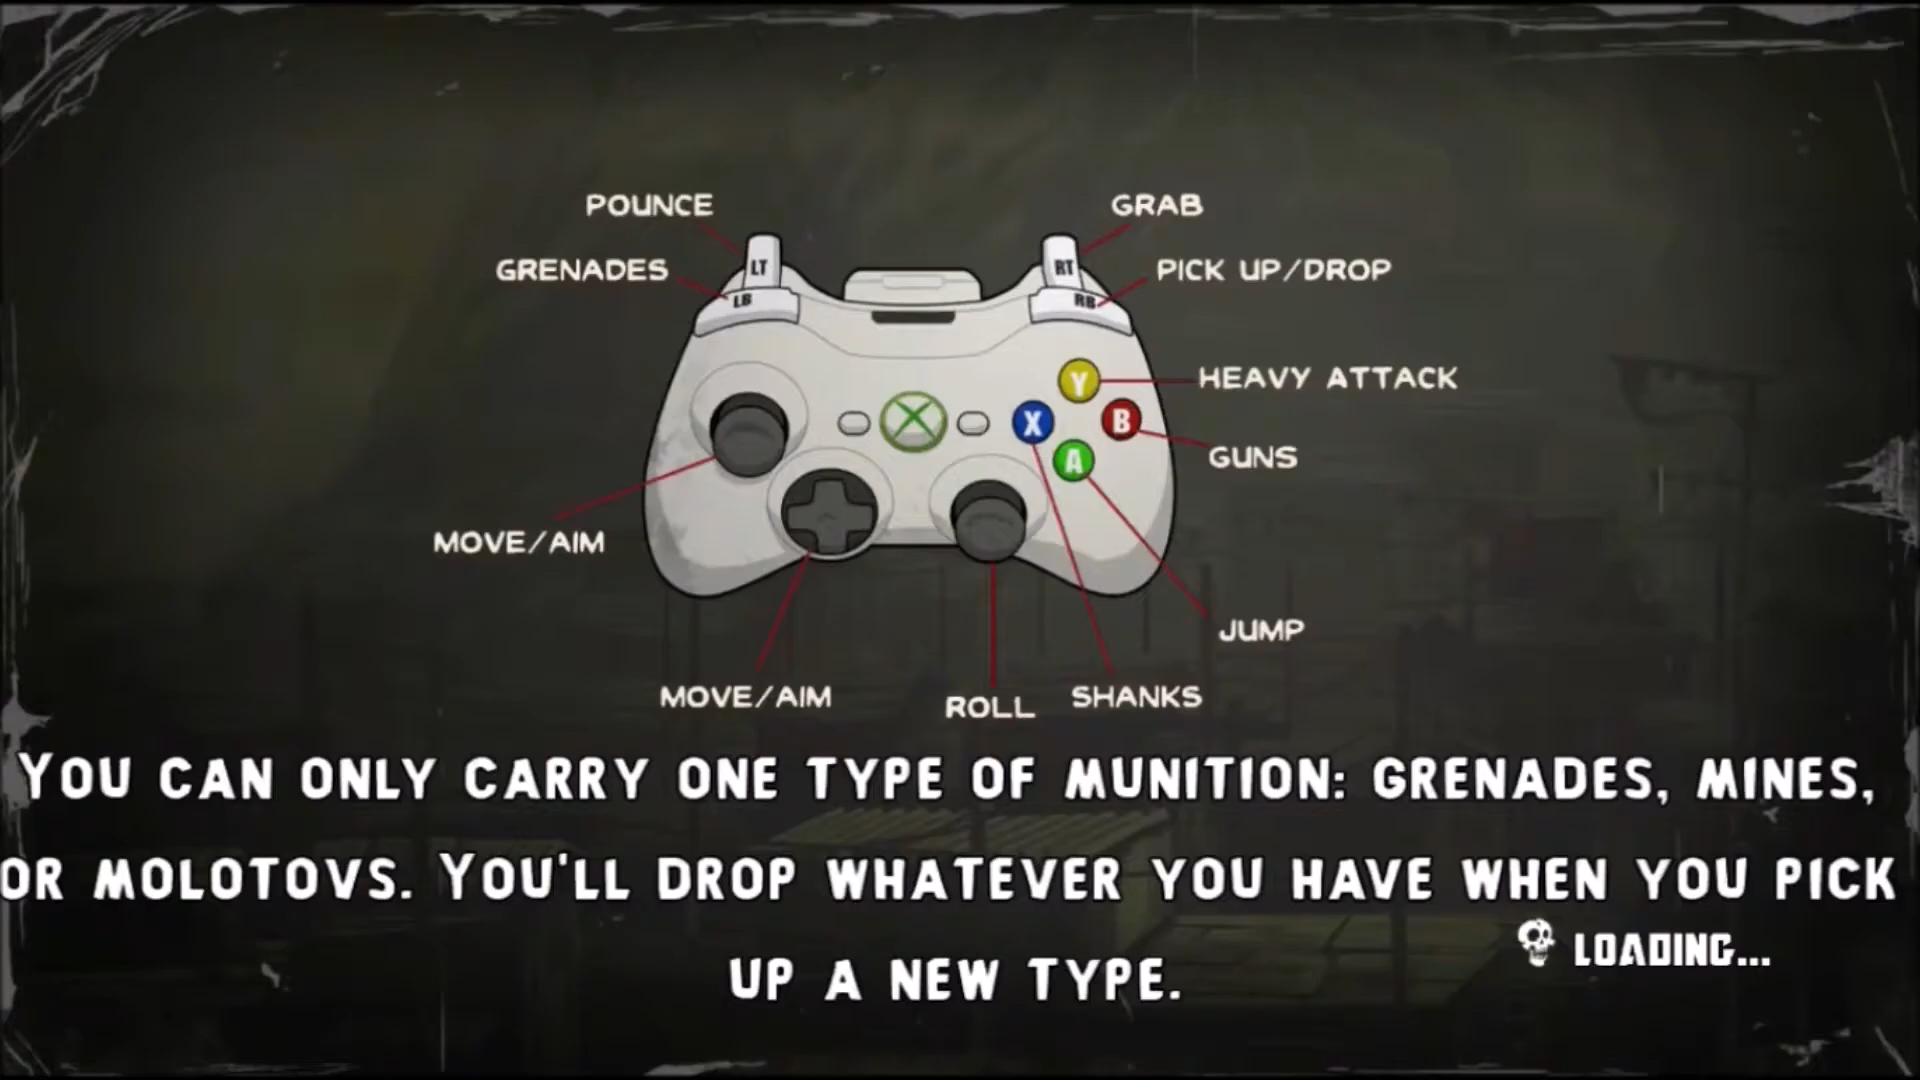 POUNCE
GRAB
GRENADES
PICK UP/DROP
LT
RT
LB
RB
HEAVY ATTACK
Y
X
B
GUNS
A
MOVE/AIM
JUMP
MOVE/AIM
ROLL
SHANKS
YOU CAN ONLY CARRY ONE TYPE OF MUNITION: GRENADES, MINES,
OR MOLOTOVS. YOU'LL DROP WHATEVER YOU HAVE WHEN YOU PICK
UP A NEW TYPE.
LOADING...